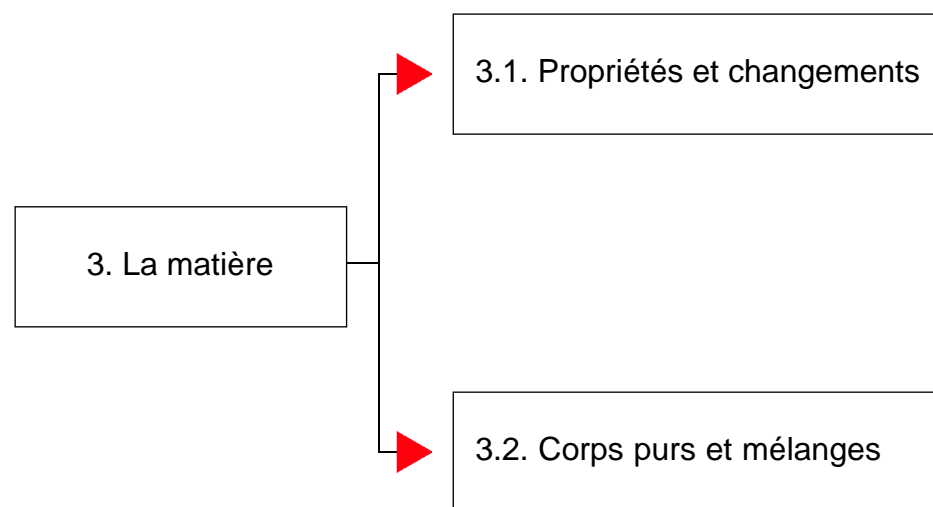 3.1. Propriétés et changements
3. La matière
3.2. Corps purs et mélanges